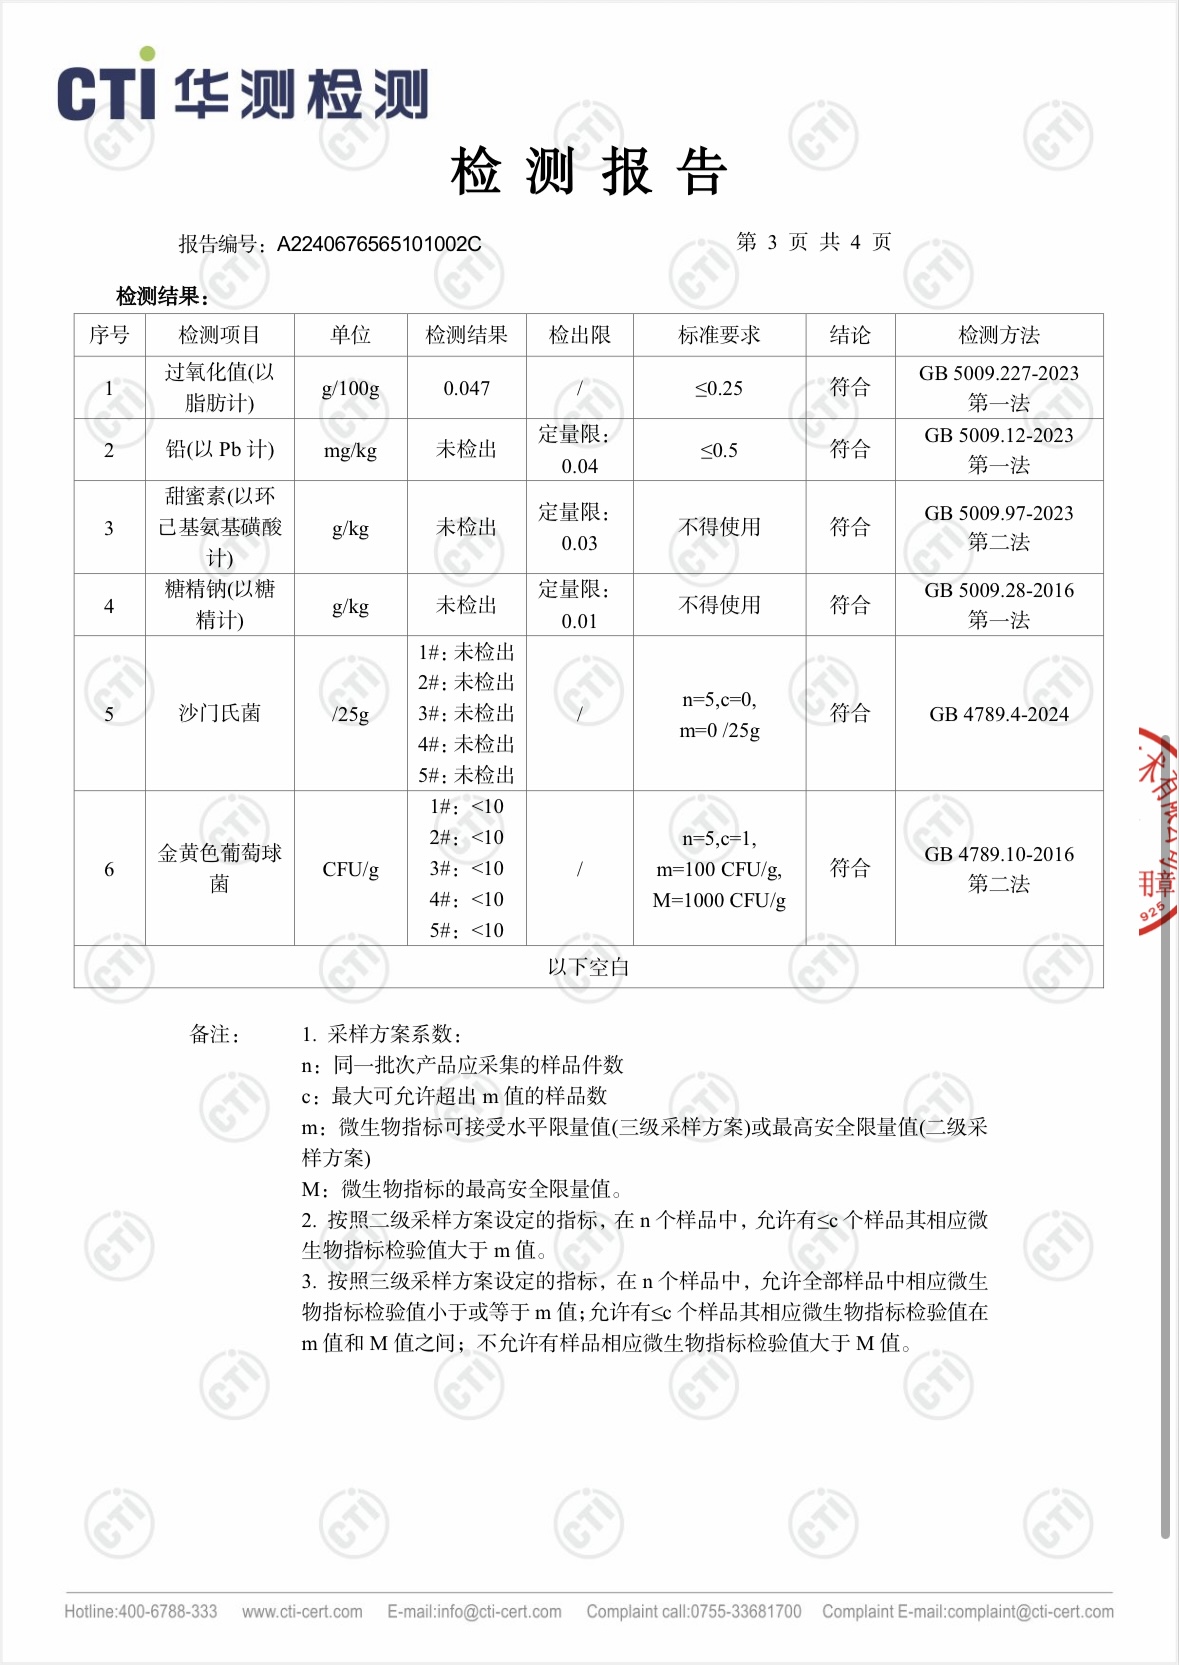 CTI 华测检测
检测报告
报告编号：A2240676565101002C
第 3 页 共 4 页
检测结果：
序号 检测项目 单位 检测结果 检出限 标准要求 结论 检测方法
1 过氧化值(以脂肪计) g/100g 0.047 / ≤0.25 符合 GB 5009.227-2023 第一法
2 铅(以 Pb 计) mg/kg 未检出 定量限：0.04 ≤0.5 符合 GB 5009.12-2023 第一法
3 甜蜜素(以环己基氨基磺酸计) g/kg 未检出 定量限：0.03 不得使用 符合 GB 5009.97-2023 第二法
4 糖精钠(以糖精计) g/kg 未检出 定量限：0.01 不得使用 符合 GB 5009.28-2016 第一法
5 沙门氏菌 /25g 1#：未检出 2#：未检出 3#：未检出 4#：未检出 5#：未检出 / n=5,c=0, m=0 /25g 符合 GB 4789.4-2024
6 金黄色葡萄球菌 CFU/g 1#：<10 2#：<10 3#：<10 4#：<10 5#：<10 / n=5,c=1, m=100 CFU/g, M=1000 CFU/g 符合 GB 4789.10-2016 第二法
以下空白
备注：
1. 采样方案系数：
n：同一批次产品应采集的样品件数
c：最大可允许超出 m 值的样品数
m：微生物指标可接受水平限量值(三级采样方案)或最高安全限量值(二级采
样方案)
M：微生物指标的最高安全限量值。
2. 按照二级采样方案设定的指标，在 n 个样品中，允许有≤c 个样品其相应微
生物指标检验值大于 m 值。
3. 按照三级采样方案设定的指标，在 n 个样品中，允许全部样品中相应微生
物指标检验值小于或等于 m 值；允许有≤c 个样品其相应微生物指标检验值在
m 值和 M 值之间；不允许有样品相应微生物指标检验值大于 M 值。
术有限公司
用章
925
Hotline:400-6788-333 www.cti-cert.com E-mail:info@cti-cert.com Complaint call:0755-33681700 Complaint E-mail:complaint@cti-cert.com